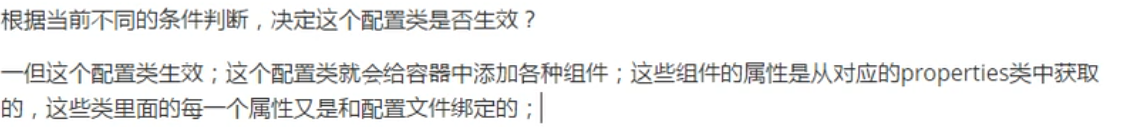 根据当前不同的条件判断，决定这个配置类是否生效？
一但这个配置类生效；这个配置类就会给容器中添加各种组件；这些组件的属性是从对应的properties类中获取
的，这些类里面的每一个属性又是和配置文件绑定的；